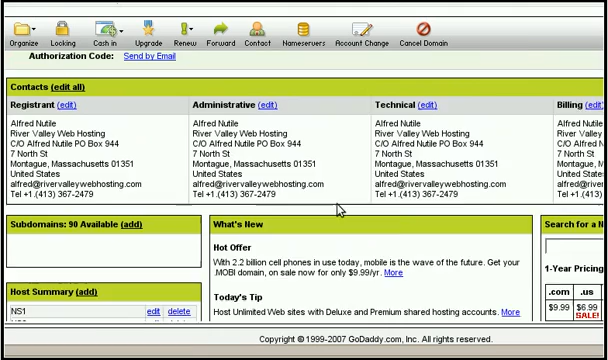 Organize Locking Cash in Upgrade Renew Forward Contact Nameservers Account Change Cancel Domain
Authorization Code: Send by Email
Contacts (edit all)
Registrant (edit) Administrative (edit) Technical (edit) Billing (edit)
Alfred Nutile Alfred Nutile Alfred Nutile Alfred Nutile
River Valley Web Hosting River Valley Web Hosting River Valley Web Hosting River Valley
C/O Alfred Nutile PO Box 944 C/O Alfred Nutile PO Box 944 C/O Alfred Nutile PO Box 944 C/O Alfred N
7 North St 7 North St 7 North St 7 North St
Montague, Massachusetts 01351 Montague, Massachusetts 01351 Montague, Massachusetts 01351 Montague, M
United States United States United States United State
alfred@rivervalleywebhosting.com alfred@rivervalleywebhosting.com alfred@rivervalleywebhosting.com alfred@rive
Tel +1.(413) 367-2479 Tel +1.(413) 367-2479 Tel +1.(413) 367-2479 Tel +1.(413)
Subdomains: 90 Available (add) What's New Search for a N
Hot Offer
With 2.2 billion cell phones in use today, mobile is the wave of the future. Get your
.MOBI domain, on sale now for only $9.99/yr. More
1-Year Pricing
Host Summary (add) Today's Tip .com .us
NS1 edit delete Host Unlimited Web sites with Deluxe and Premium shared hosting accounts. More $9.99 $6.99
SALE!
Copyright © 1999-2007 GoDaddy.com, Inc. All rights reserved.